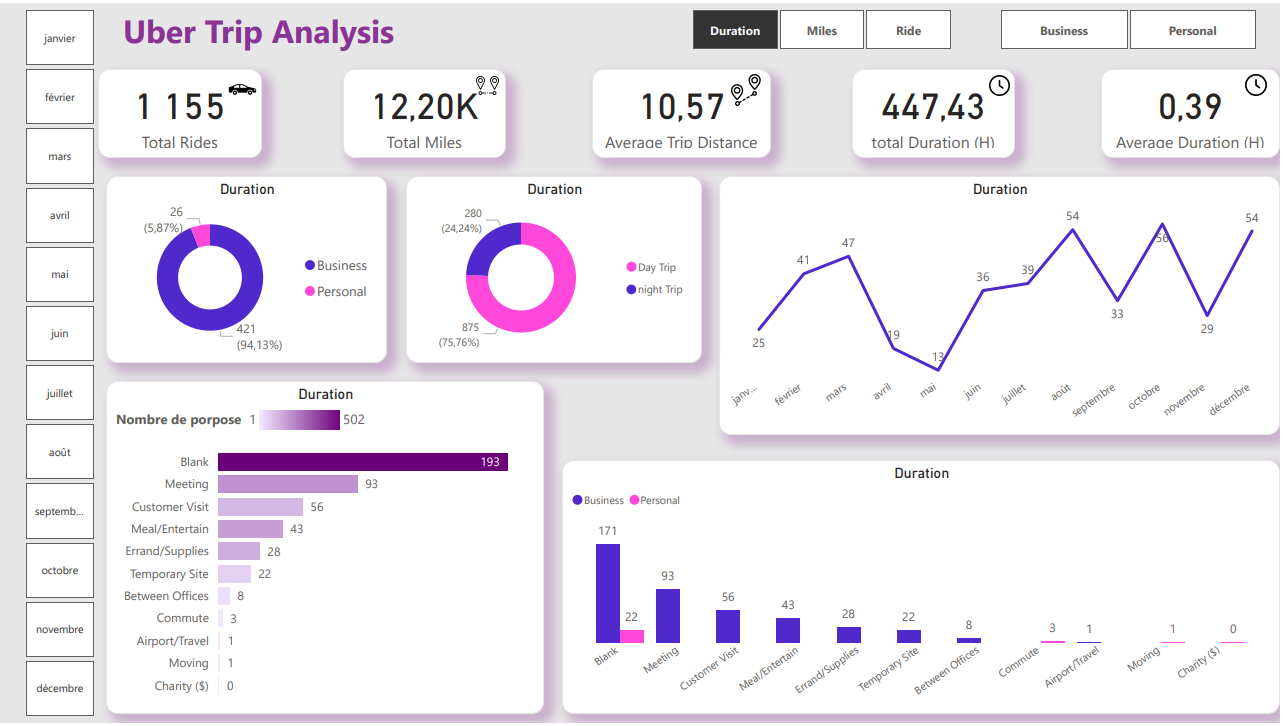 janvier
février
mars
avril
mai
juin
juillet
août
septemb...
octobre
novembre
décembre
Uber Trip Analysis
Duration
Miles
Ride
Business
Personal
1 155
Total Rides
12,20K
Total Miles
10,57
Average Trip Distance
447,43
total Duration (H)
0,39
Average Duration (H)
Duration
26
(5,87%)
421
(94,13%)
Business
Personal
Duration
280
(24,24%)
875
(75,76%)
Day Trip
night Trip
Duration
25
41
47
19
13
36
39
54
33
56
29
54
janv...
février
mars
avril
mai
juin
juillet
août
septembre
octobre
novembre
décembre
Duration
Nombre de porpose 1 502
Blank 193
Meeting 93
Customer Visit 56
Meal/Entertain 43
Errand/Supplies 28
Temporary Site 22
Between Offices 8
Commute 3
Airport/Travel 1
Moving 1
Charity ($) 0
Duration
Business Personal
171
22
93
56
43
28
22
8
3
1
1
0
Blank
Meeting
Customer Visit
Meal/Entertain
Errand/Supplies
Temporary Site
Between Offices
Commute
Airport/Travel
Moving
Charity ($)